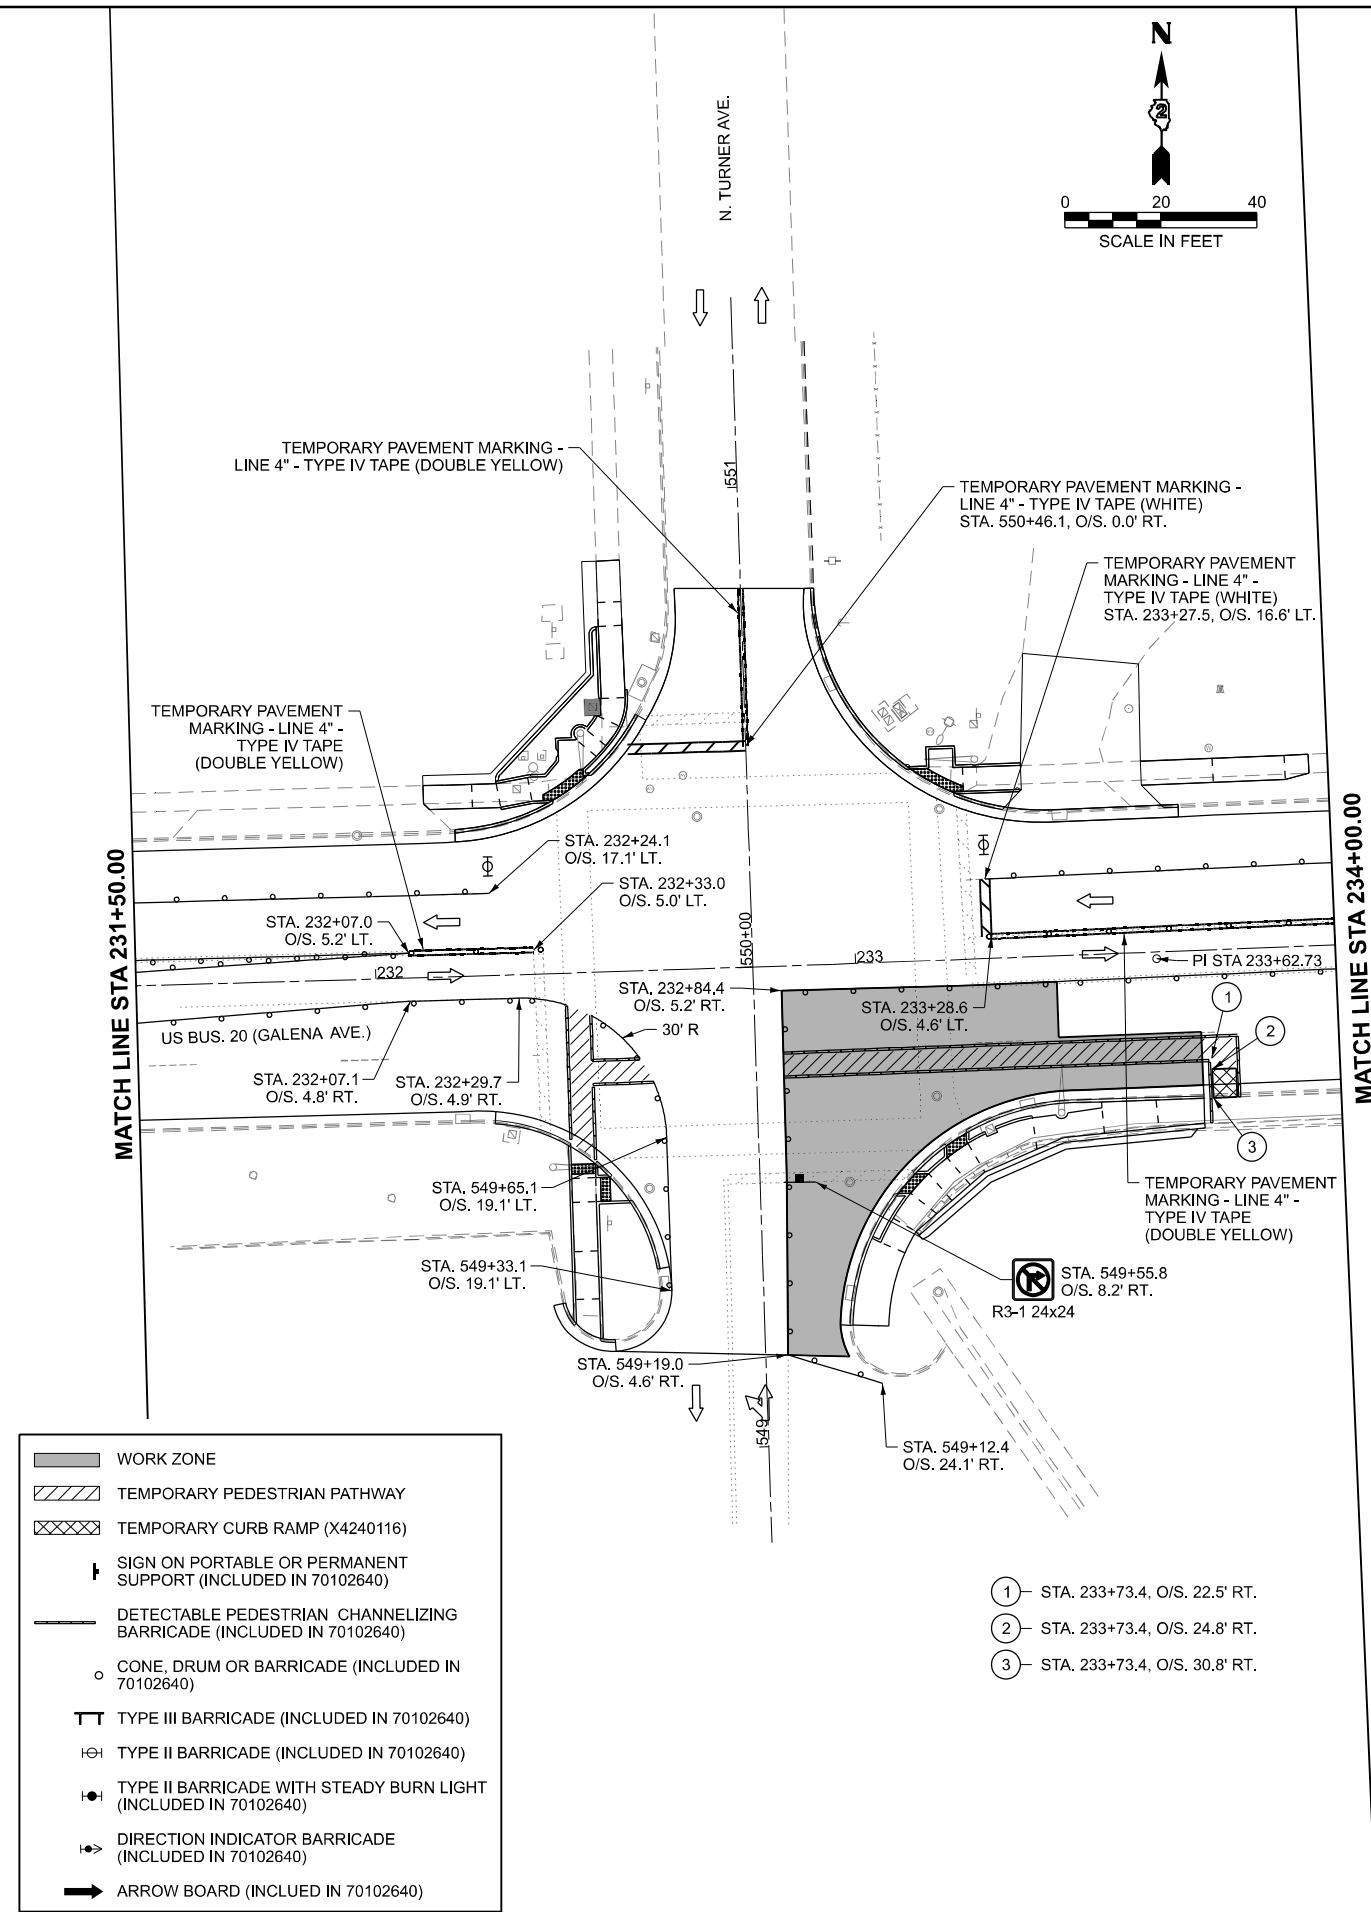 N
2
0 20 40
SCALE IN FEET
N. TURNER AVE.
551
TEMPORARY PAVEMENT MARKING -
LINE 4" - TYPE IV TAPE (DOUBLE YELLOW)
TEMPORARY PAVEMENT MARKING -
LINE 4" - TYPE IV TAPE (WHITE)
STA. 550+46.1, O/S. 0.0' RT.
TEMPORARY PAVEMENT
MARKING - LINE 4" -
TYPE IV TAPE (WHITE)
STA. 233+27.5, O/S. 16.6' LT.
TEMPORARY PAVEMENT
MARKING - LINE 4" -
TYPE IV TAPE
(DOUBLE YELLOW)
MATCH LINE STA 231+50.00
MATCH LINE STA 234+00.00
STA. 232+24.1
O/S. 17.1' LT.
STA. 232+33.0
O/S. 5.0' LT.
STA. 232+07.0
O/S. 5.2' LT.
232
550+00
233
PI STA 233+62.73
STA. 232+84.4
O/S. 5.2' RT.
STA. 233+28.6
O/S. 4.6' LT.
30' R
US BUS. 20 (GALENA AVE.)
1
2
3
STA. 232+07.1
O/S. 4.8' RT.
STA. 232+29.7
O/S. 4.9' RT.
STA. 549+65.1
O/S. 19.1' LT.
TEMPORARY PAVEMENT
MARKING - LINE 4" -
TYPE IV TAPE
(DOUBLE YELLOW)
STA. 549+33.1
O/S. 19.1' LT.
STA. 549+55.8
O/S. 8.2' RT.
R3-1 24x24
STA. 549+19.0
O/S. 4.6' RT.
549
STA. 549+12.4
O/S. 24.1' RT.
WORK ZONE
TEMPORARY PEDESTRIAN PATHWAY
TEMPORARY CURB RAMP (X4240116)
SIGN ON PORTABLE OR PERMANENT
SUPPORT (INCLUDED IN 70102640)
DETECTABLE PEDESTRIAN CHANNELIZING
BARRICADE (INCLUDED IN 70102640)
CONE, DRUM OR BARRICADE (INCLUDED IN
70102640)
TYPE III BARRICADE (INCLUDED IN 70102640)
TYPE II BARRICADE (INCLUDED IN 70102640)
TYPE II BARRICADE WITH STEADY BURN LIGHT
(INCLUDED IN 70102640)
DIRECTION INDICATOR BARRICADE
(INCLUDED IN 70102640)
ARROW BOARD (INCLUED IN 70102640)
1 STA. 233+73.4, O/S. 22.5' RT.
2 STA. 233+73.4, O/S. 24.8' RT.
3 STA. 233+73.4, O/S. 30.8' RT.